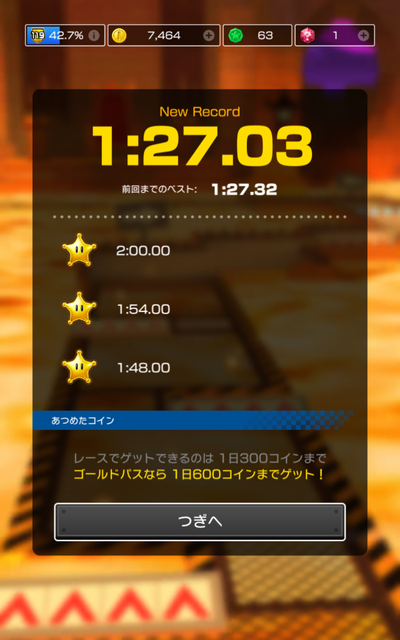 119 42.7% 7,464 63 1
New Record
1:27.03
前回までのベスト: 1:27.32
2:00.00
1:54.00
1:48.00
あつめたコイン
レースでゲットできるのは 1日300コインまで
ゴールドパスなら 1日600コインまでゲット！
つぎへ